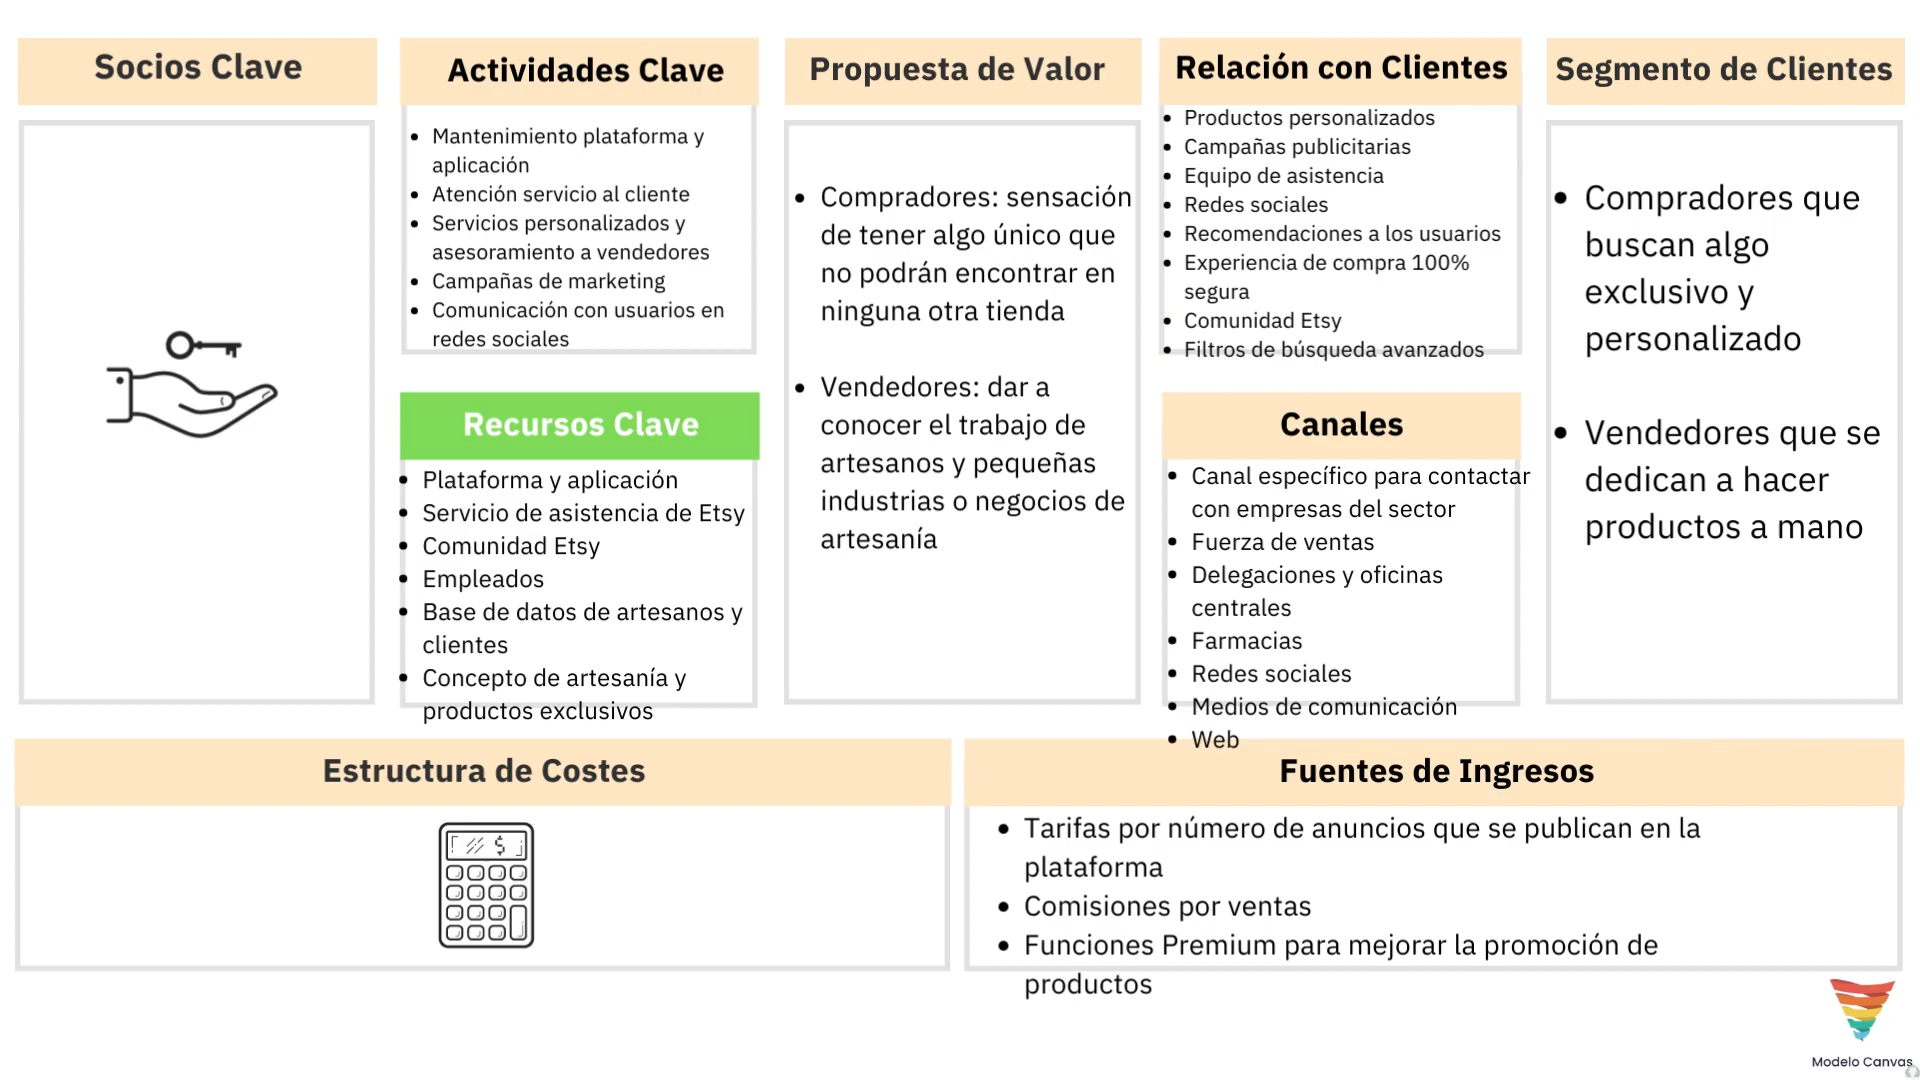 Socios Clave
Actividades Clave
Mantenimiento plataforma y
aplicación
Atención servicio al cliente
Servicios personalizados y
asesoramiento a vendedores
Campañas de marketing
Comunicación con usuarios en
redes sociales
Recursos Clave
Plataforma y aplicación
Servicio de asistencia de Etsy
Comunidad Etsy
Empleados
Base de datos de artesanos y
clientes
Concepto de artesanía y
productos exclusivos
Propuesta de Valor
Compradores: sensación
de tener algo único que
no podrán encontrar en
ninguna otra tienda
Vendedores: dar a
conocer el trabajo de
artesanos y pequeñas
industrias o negocios de
artesanía
Relación con Clientes
Productos personalizados
Campañas publicitarias
Equipo de asistencia
Redes sociales
Recomendaciones a los usuarios
Experiencia de compra 100%
segura
Comunidad Etsy
Filtros de búsqueda avanzados
Canales
Canal específico para contactar
con empresas del sector
Fuerza de ventas
Delegaciones y oficinas
centrales
Farmacias
Redes sociales
Medios de comunicación
Web
Segmento de Clientes
Compradores que
buscan algo
exclusivo y
personalizado
Vendedores que se
dedican a hacer
productos a mano
Estructura de Costes
$
Fuentes de Ingresos
Tarifas por número de anuncios que se publican en la
plataforma
Comisiones por ventas
Funciones Premium para mejorar la promoción de
productos
Modelo Canvas